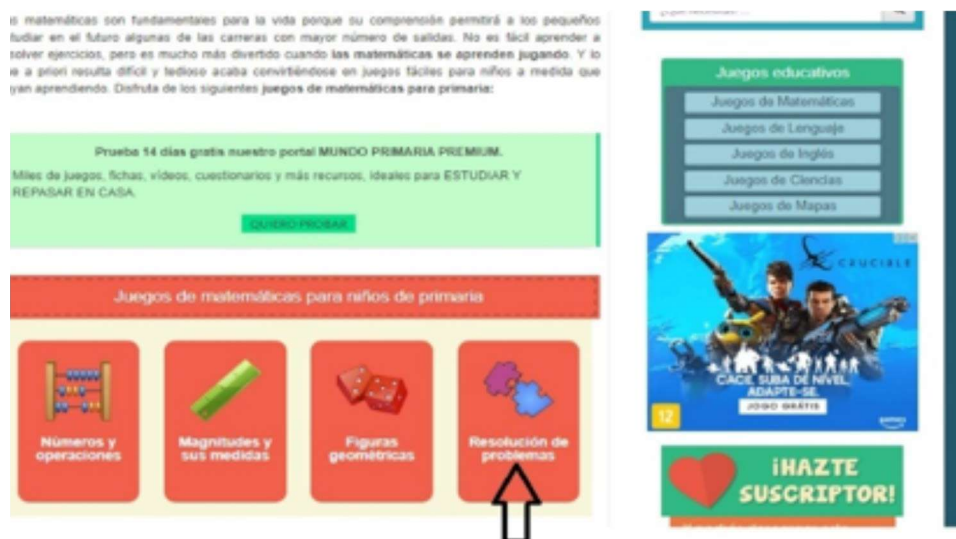 matemáticas son fundamentales para la vida porque su comprensión permitirá a los pequeños
en el futuro algunas de las carreras con mayor número de salidas. No es fácil aprender a
ejercicios, pero es mucho más divertido cuando las matemáticas se aprenden jugando. Y lo
a priori resulta difícil y tedioso acaba convirtiéndose en juegos fáciles para niños a medida que
aprendiendo. Disfruta de los siguientes juegos de matemáticas para primaria:
Prueba 14 días gratis nuestro portal MUNDO PRIMARIA PREMIUM.
Miles de juegos, fichas, vídeos, cuestionarios y más recursos, ideales para ESTUDIAR Y
REPASAR EN CASA.
QUIERO PROBAR
Juegos de matemáticas para niños de primaria
Números y
operaciones
Magnitudes y
sus medidas
Figuras
geométricas
Resolución de
problemas
Juegos educativos
Juegos de Matemáticas
Juegos de Lenguaje
Juegos de Inglés
Juegos de Ciencias
Juegos de Mapas
CRUCIBLE
CACE, SUBA DE NÍVEL,
ADAPTE-SE.
JOGO GRÁTIS
12
games
¡HAZTE
SUSCRIPTOR!